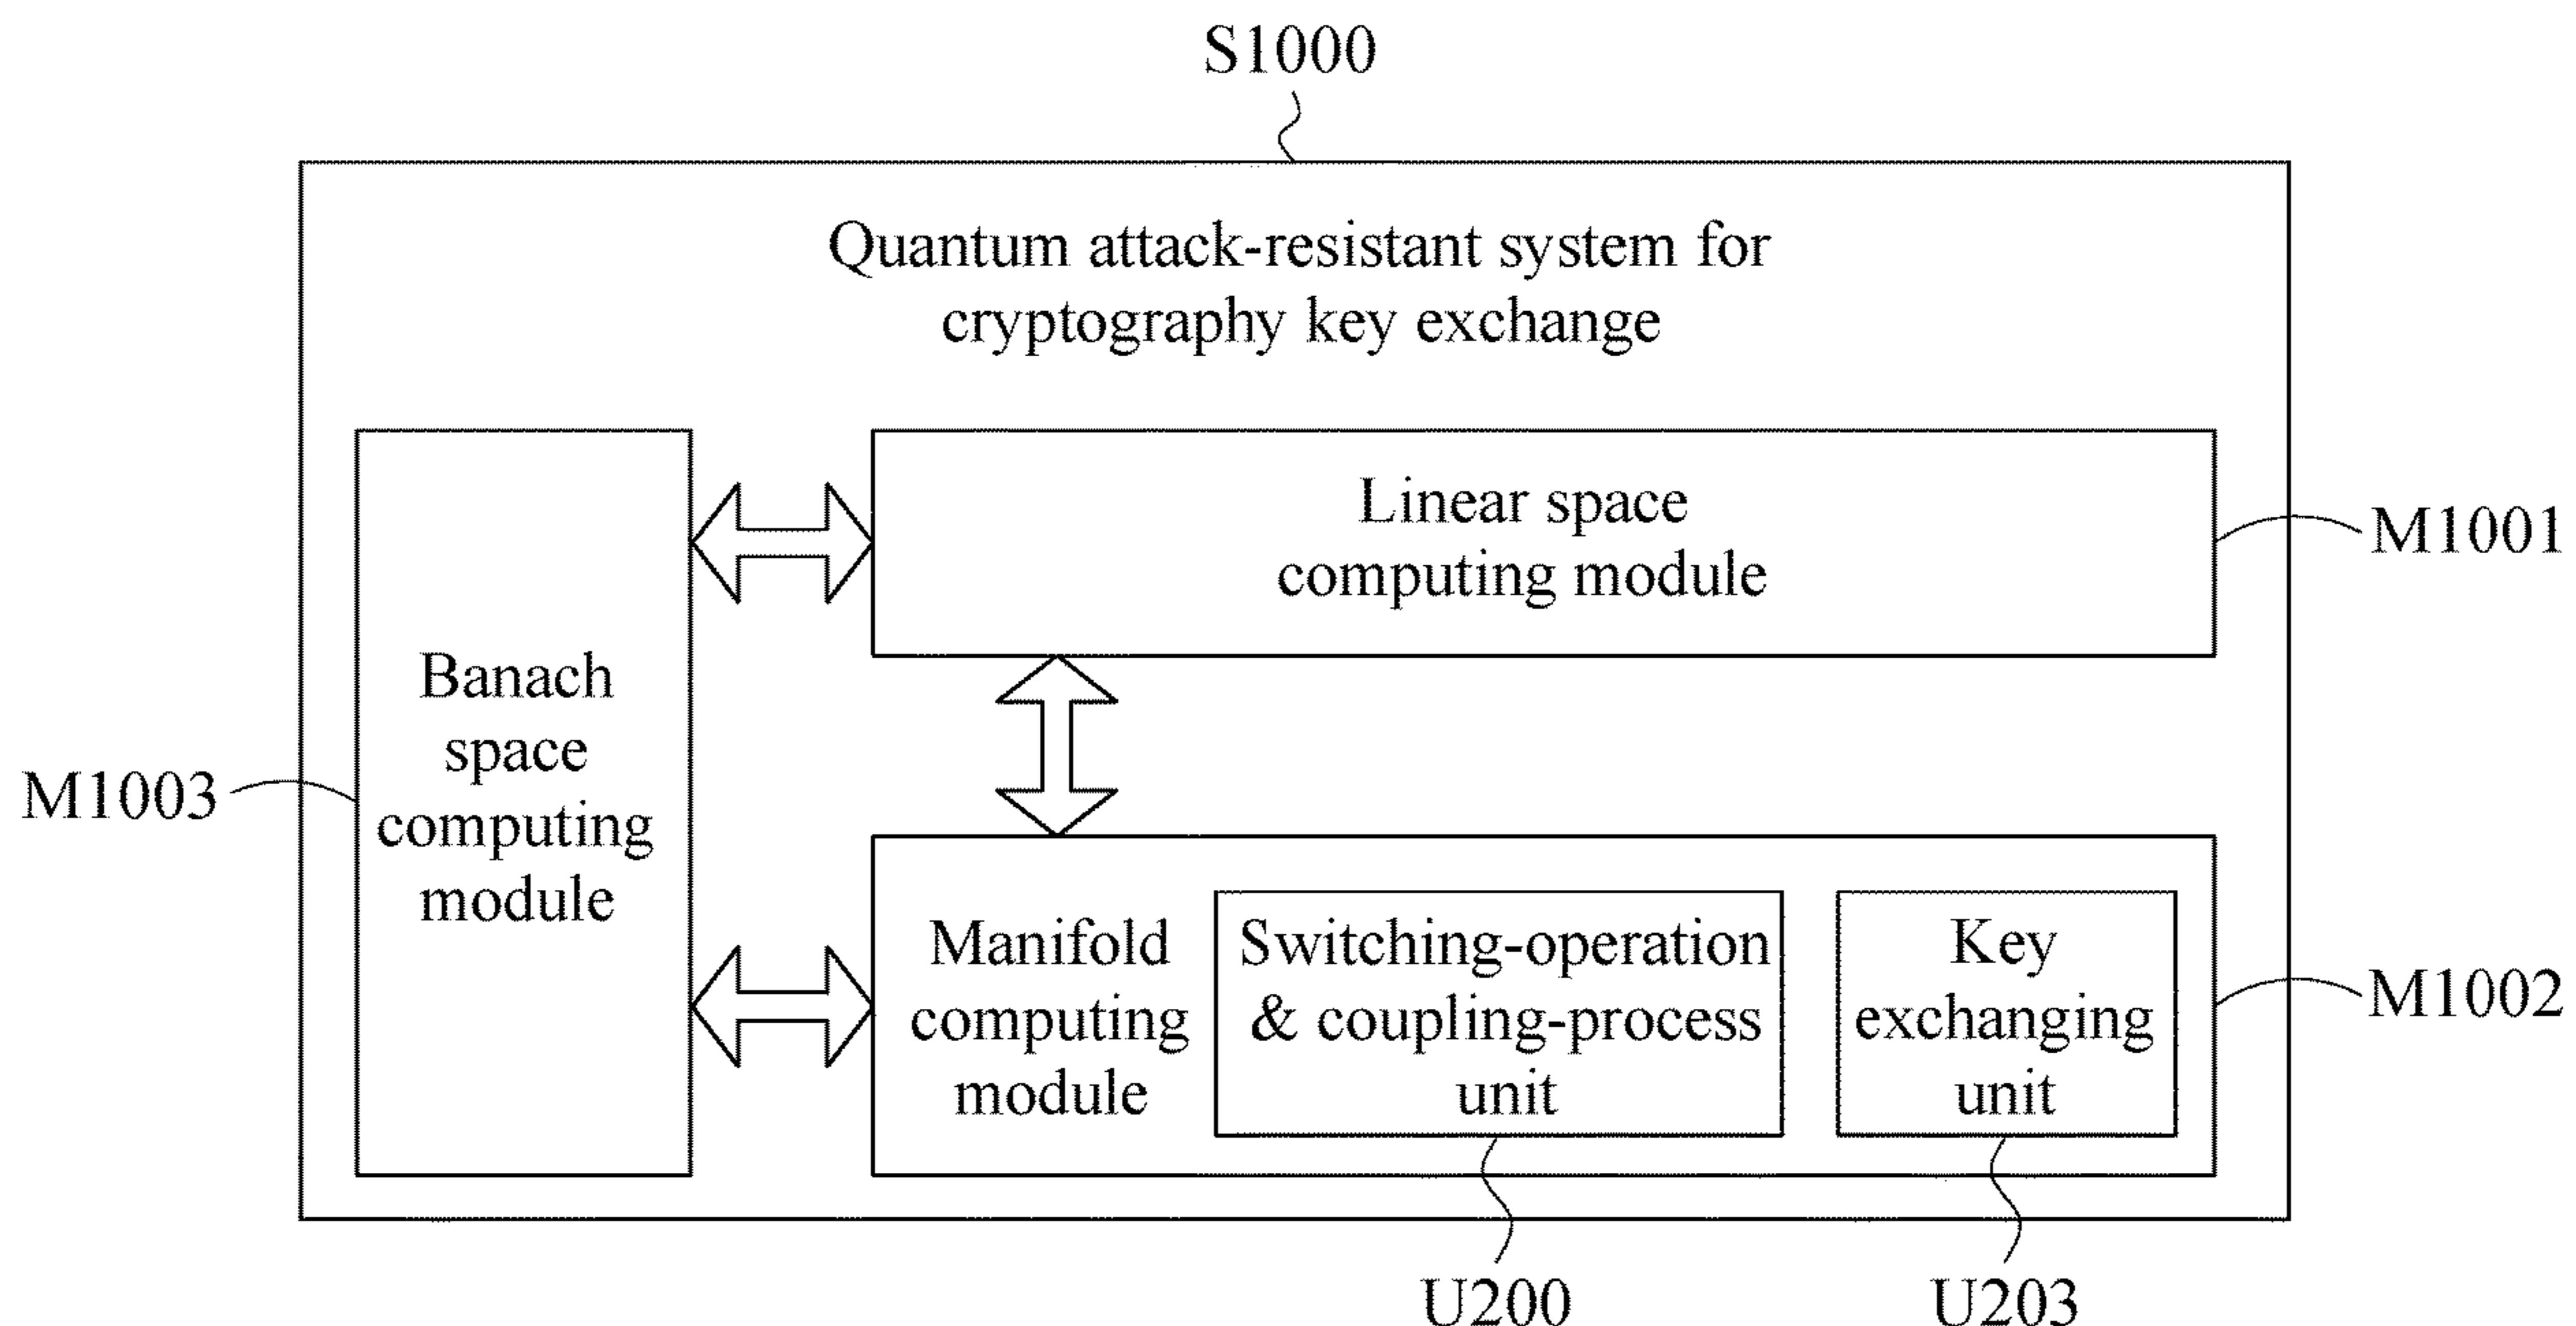 S1000
Quantum attack-resistant system for
cryptography key exchange
Linear space
computing module
M1001
Banach
space
computing
module
M1003
Manifold
computing
module
Switching-operation
& coupling-process
unit
Key
exchanging
unit
M1002
U200
U203